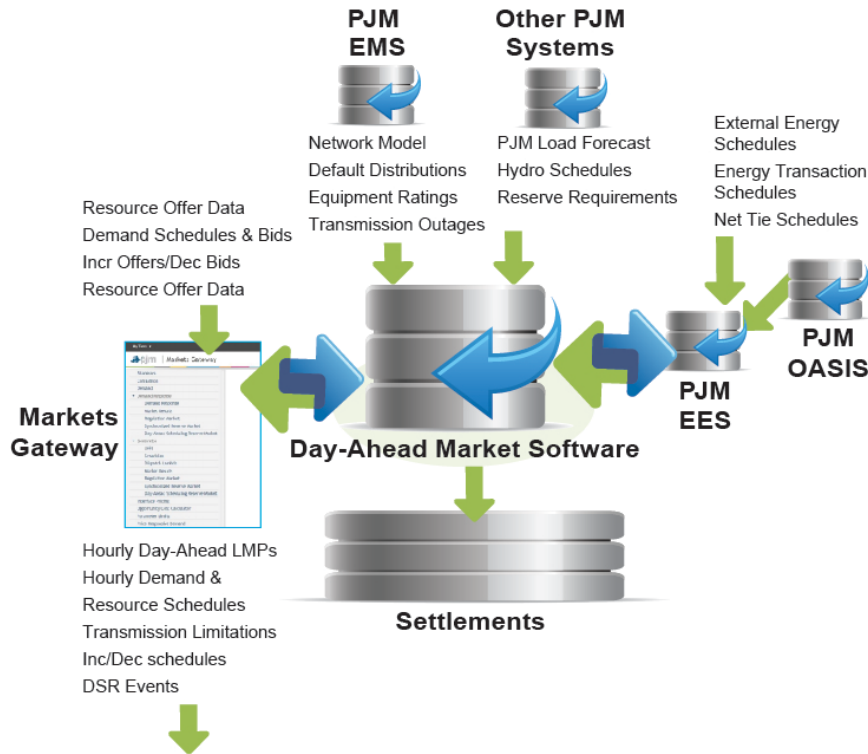 PJM
EMS
Other PJM
Systems
Network Model
Default Distributions
Equipment Ratings
Transmission Outages
PJM Load Forecast
Hydro Schedules
Reserve Requirements
External Energy
Schedules
Energy Transaction
Schedules
Net Tie Schedules
Resource Offer Data
Demand Schedules & Bids
Incr Offers/Dec Bids
Resource Offer Data
pjm Markets Gateway
Markets
Gateway
Day-Ahead Market Software
PJM
EES
PJM
OASIS
Hourly Day-Ahead LMPs
Hourly Demand &
Resource Schedules
Transmission Limitations
Inc/Dec schedules
DSR Events
Settlements